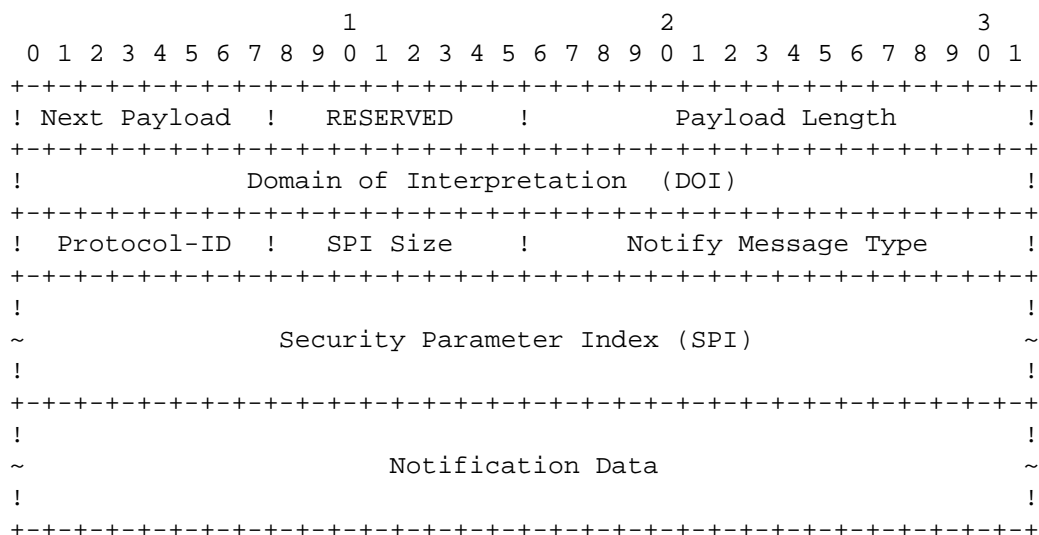 1                   2                   3
 0 1 2 3 4 5 6 7 8 9 0 1 2 3 4 5 6 7 8 9 0 1 2 3 4 5 6 7 8 9 0 1
+-+-+-+-+-+-+-+-+-+-+-+-+-+-+-+-+-+-+-+-+-+-+-+-+-+-+-+-+-+-+-+-+
! Next Payload  !   RESERVED    !         Payload Length        !
+-+-+-+-+-+-+-+-+-+-+-+-+-+-+-+-+-+-+-+-+-+-+-+-+-+-+-+-+-+-+-+-+
!              Domain of Interpretation  (DOI)                  !
+-+-+-+-+-+-+-+-+-+-+-+-+-+-+-+-+-+-+-+-+-+-+-+-+-+-+-+-+-+-+-+-+
!  Protocol-ID  !   SPI Size    !      Notify Message Type      !
+-+-+-+-+-+-+-+-+-+-+-+-+-+-+-+-+-+-+-+-+-+-+-+-+-+-+-+-+-+-+-+-+
!                                                               !
~                Security Parameter Index (SPI)                 ~
!                                                               !
+-+-+-+-+-+-+-+-+-+-+-+-+-+-+-+-+-+-+-+-+-+-+-+-+-+-+-+-+-+-+-+-+
!                                                               !
~                       Notification Data                       ~
!                                                               !
+-+-+-+-+-+-+-+-+-+-+-+-+-+-+-+-+-+-+-+-+-+-+-+-+-+-+-+-+-+-+-+-+